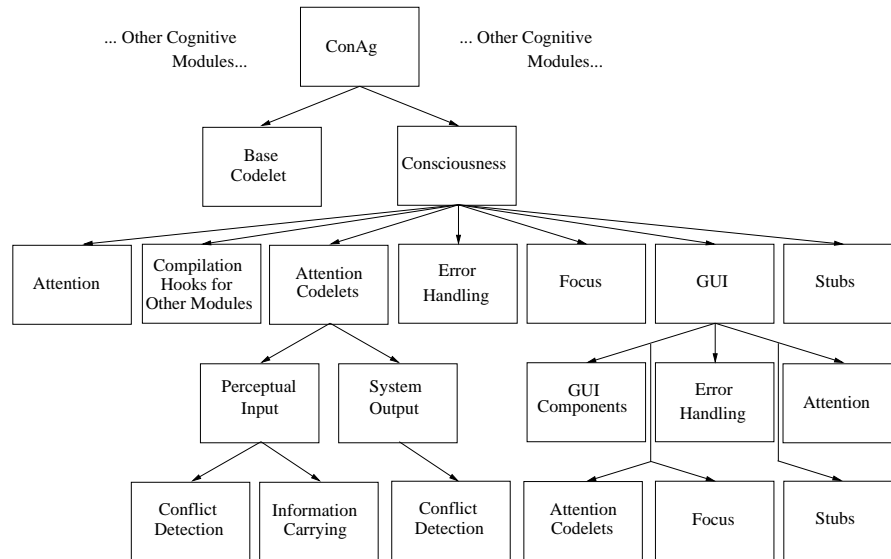 ... Other Cognitive
Modules...
ConAg
... Other Cognitive
Modules...
Base
Codelet
Consciousness
Attention
Compilation
Hooks for
Other Modules
Attention
Codelets
Error
Handling
Focus
GUI
Stubs
Perceptual
Input
System
Output
GUI
Components
Error
Handling
Attention
Conflict
Detection
Information
Carrying
Conflict
Detection
Attention
Codelets
Focus
Stubs